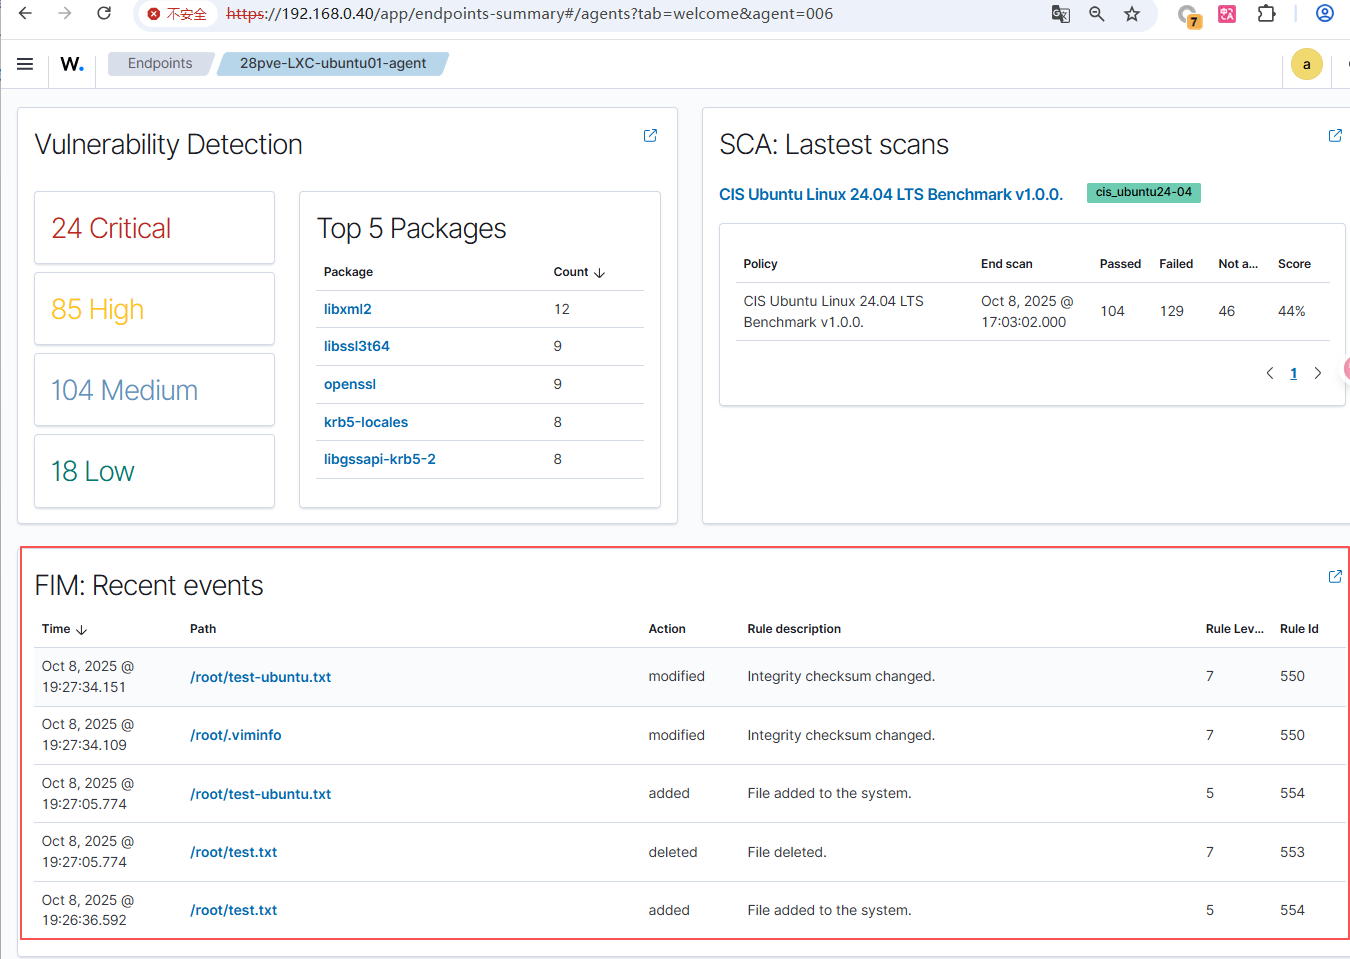 不安全 https://192.168.0.40/app/endpoints-summary#/agents?tab=welcome&agent=006
7
W. Endpoints 28pve-LXC-ubuntu01-agent a
Vulnerability Detection
24 Critical
85 High
104 Medium
18 Low
Top 5 Packages
Package Count
libxml2 12
libssl3t64 9
openssl 9
krb5-locales 8
libgssapi-krb5-2 8
SCA: Lastest scans
CIS Ubuntu Linux 24.04 LTS Benchmark v1.0.0. cis_ubuntu24-04
Policy End scan Passed Failed Not a... Score
CIS Ubuntu Linux 24.04 LTS
Benchmark v1.0.0.
Oct 8, 2025 @
17:03:02.000
104 129 46 44%
1
FIM: Recent events
Time Path Action Rule description Rule Lev... Rule Id
Oct 8, 2025 @
19:27:34.151
/root/test-ubuntu.txt modified Integrity checksum changed. 7 550
Oct 8, 2025 @
19:27:34.109
/root/.viminfo modified Integrity checksum changed. 7 550
Oct 8, 2025 @
19:27:05.774
/root/test-ubuntu.txt added File added to the system. 5 554
Oct 8, 2025 @
19:27:05.774
/root/test.txt deleted File deleted. 7 553
Oct 8, 2025 @
19:26:36.592
/root/test.txt added File added to the system. 5 554